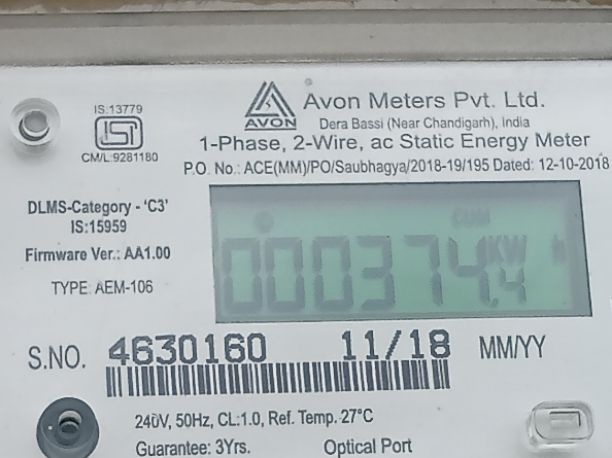 IS:13779
ISI
CM/L:9281180
AVON
Avon Meters Pvt. Ltd.
Dera Bassi (Near Chandigarh), India
1-Phase, 2-Wire, ac Static Energy Meter
P.O. No.: ACE(MM)/PO/Saubhagya/2018-19/195 Dated: 12-10-2018
DLMS-Category - 'C3'
IS:15959
Firmware Ver.: AA1.00
TYPE: AEM-106
CUM
000374.4 KW h
S.NO. 4630160 11/18 MM/YY
240V, 50Hz, CL:1.0, Ref. Temp. 27°C
Guarantee: 3Yrs. Optical Port